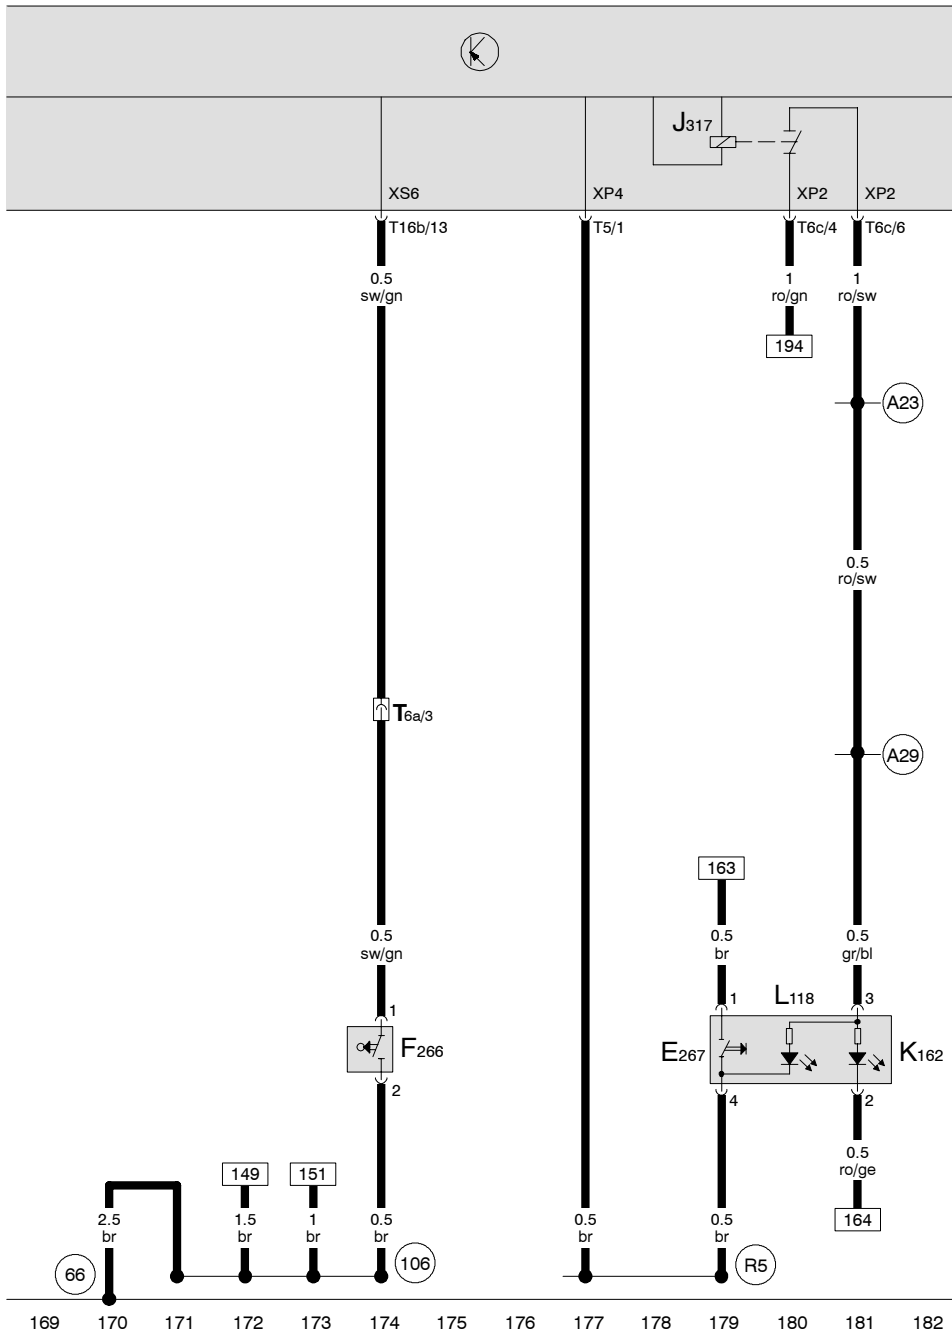 J317
XS6
XP4
XP2
XP2
T16b/13
T5/1
T6c/4
T6c/6
0.5
sw/gn
1
ro/gn
1
ro/sw
194
A23
0.5
ro/sw
T6a/3
A29
163
0.5
sw/gn
0.5
br
0.5
gr/bl
1
1
L118
3
F266
E267
K162
2
4
2
0.5
ro/ge
149
151
164
2.5
br
1.5
br
1
br
0.5
br
0.5
br
0.5
br
66
106
R5
169 170 171 172 173 174 175 176 177 178 179 180 181 182